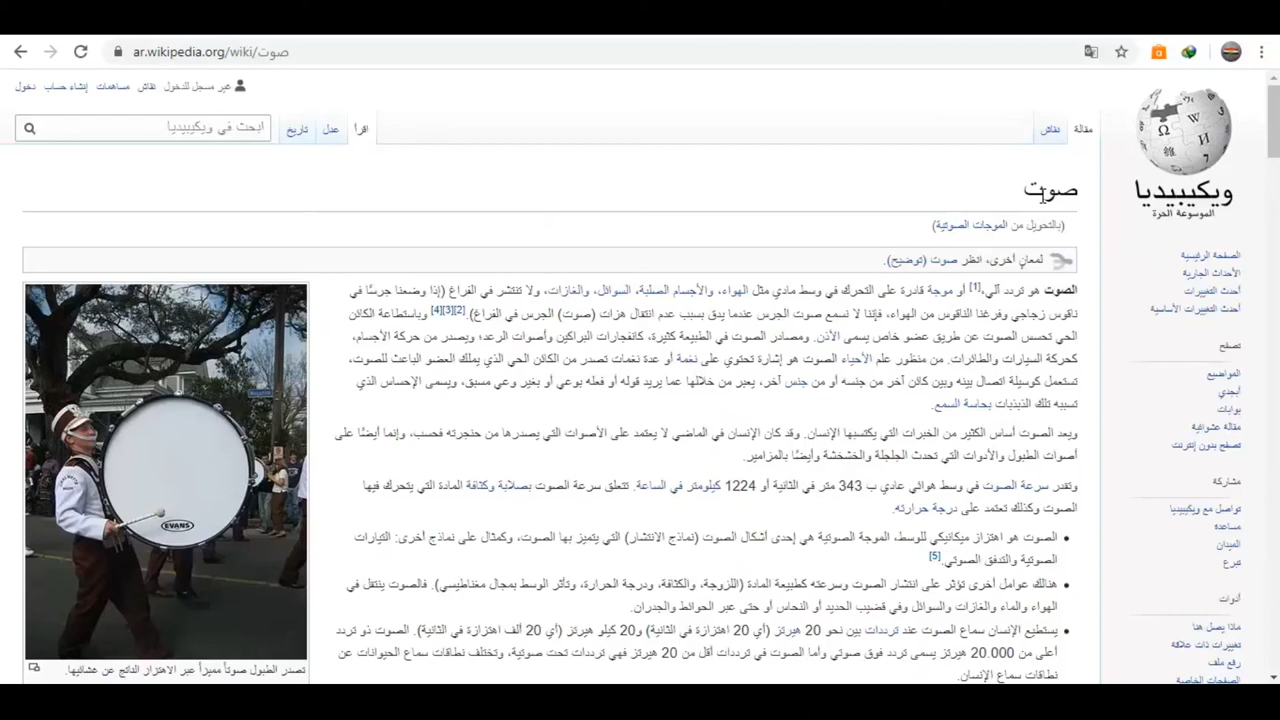 ar.wikipedia.org/wiki/صوت
غير مسجل للدخول نقاش مساهمات إنشاء حساب دخول
مقالة نقاش اقرأ عدل تاريخ ابحث في ويكيبيديا
ويكيبيديا
الموسوعة الحرة
صوت
(بالتحويل من الموجات الصوتية)
لمعانٍ أخرى، انظر صوت (توضيح).
الصوت هو تردد آلي،[1] أو موجة قادرة على التحرك في وسط مادي مثل الهواء، والأجسام الصلبة، السوائل، والغازات، ولا تنتشر في الفراغ (إذا وضعنا جرسًا في
ناقوس زجاجي وفرغنا الناقوس من الهواء، فإننا لا نسمع صوت الجرس عندما يدق بسبب عدم انتقال هزات (صوت) الجرس في الفراغ).[2][3][4] وباستطاعة الكائن
الحي تحسس الصوت عن طريق عضو خاص يسمى الأذن. ومصادر الصوت في الطبيعة كثيرة، كانفجارات البراكين وأصوات الرعد؛ ويصدر من حركة الأجسام،
كحركة السيارات والطائرات. من منظور علم الأحياء الصوت هو إشارة تحتوي على نغمة أو عدة نغمات تصدر من الكائن الحي الذي يملك العضو الباعث للصوت،
تستعمل كوسيلة اتصال بينه وبين كائن آخر من جنسه أو من جنس آخر، يعبر من خلالها عما يريد قوله أو فعله بوعي أو بغير وعي مسبق، ويسمى الإحساس الذي
تسببه تلك الذبذبات بحاسة السمع.
ويعد الصوت أساس الكثير من الخبرات التي يكتسبها الإنسان. وقد كان الإنسان في الماضي لا يعتمد على الأصوات التي يصدرها من حنجرته فحسب، وإنما أيضًا على
أصوات الطبول والأدوات التي تحدث الجلجلة والخشخشة وأيضًا بالمزامير.
وتقدر سرعة الصوت في وسط هوائي عادي ب 343 متر في الثانية أو 1224 كيلومتر في الساعة. تتعلق سرعة الصوت بصلابة وكثافة المادة التي يتحرك فيها
الصوت وكذلك تعتمد على درجة حرارته.
• الصوت هو اهتزاز ميكانيكي للوسط، الموجة الصوتية هي إحدى أشكال الصوت (نماذج الانتشار) التي يتميز بها الصوت، وكمثال على نماذج أخرى: التيارات
الصوتية والتدفق الصوتي.[5]
• هنالك عوامل أخرى تؤثر على انتشار الصوت وسرعته كطبيعة المادة (اللزوجة، والكثافة، ودرجة الحرارة، وتأثر الوسط بمجال مغناطيسي). فالصوت ينتقل في
الهواء والماء والغازات والسوائل وفي قضيب الحديد أو النحاس أو حتى عبر الحوائط والجدران.
• يستطيع الإنسان سماع الصوت عند ترددات بين نحو 20 هيرتز (أي 20 اهتزازة في الثانية) و20 كيلو هيرتز (أي 20 ألف اهتزازة في الثانية). الصوت ذو تردد
أعلى من 20.000 هيرتز يسمى تردد فوق صوتي وأما الصوت في ترددات أقل من 20 هيرتز فهي ترددات تحت صوتية، وتختلف نطاقات سماع الحيوانات عن
نطاقات سماع الإنسان.
EVANS
تصدر الطبول صوتاً مميزاً عبر الاهتزاز الناتج عن غشائيها.
الصفحة الرئيسية
الأحداث الجارية
أحدث التغييرات
أحدث التغييرات الأساسية
تصفح
المواضيع
أبجدي
بوابات
مقالة عشوائية
تصفح بدون إنترنت
مشاركة
تواصل مع ويكيبيديا
مساعدة
الميدان
تبرع
أدوات
ماذا يصل هنا
تغييرات ذات علاقة
رفع ملف
الصفحات الخاصة